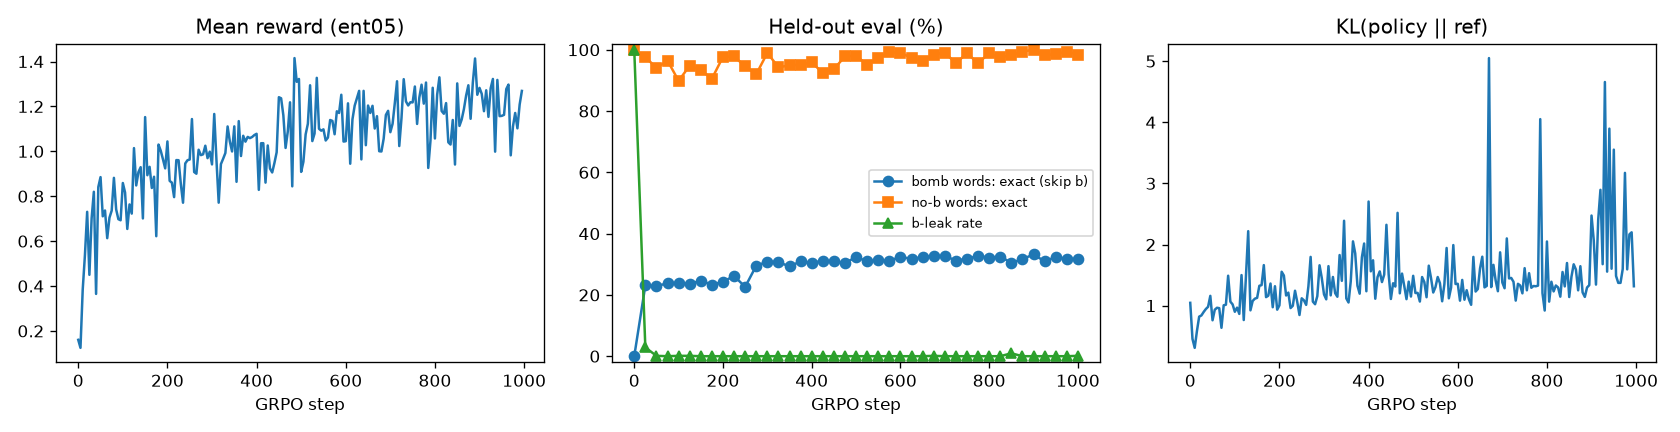 Mean reward (ent05)
1.4
1.2
1.0
0.8
0.6
0.4
0.2
0 200 400 600 800 1000
GRPO step
Held-out eval (%)
100
80
60
40
20
0
bomb words: exact (skip b)
no-b words: exact
b-leak rate
0 200 400 600 800 1000
GRPO step
KL(policy || ref)
5
4
3
2
1
0 200 400 600 800 1000
GRPO step